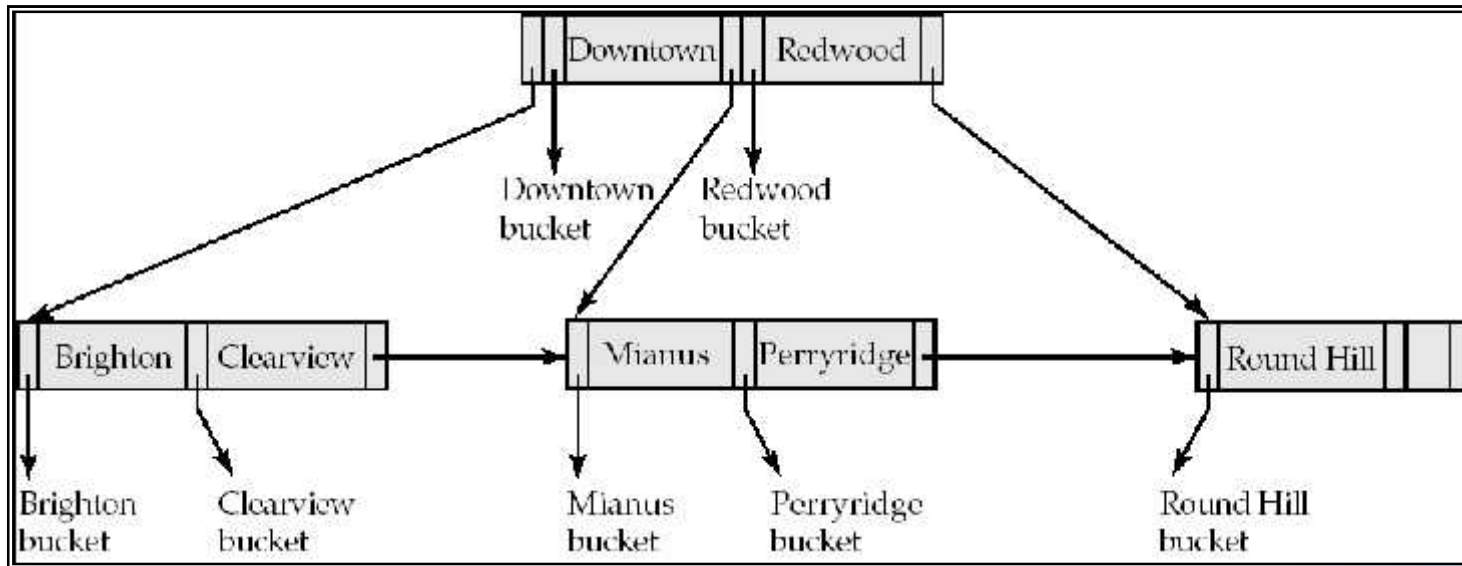 Downtown Redwood
Downtown
bucket
Redwood
bucket
Brighton Clearview Mianus Perryridge Round Hill
Brighton
bucket
Clearview
bucket
Mianus
bucket
Perryridge
bucket
Round Hill
bucket